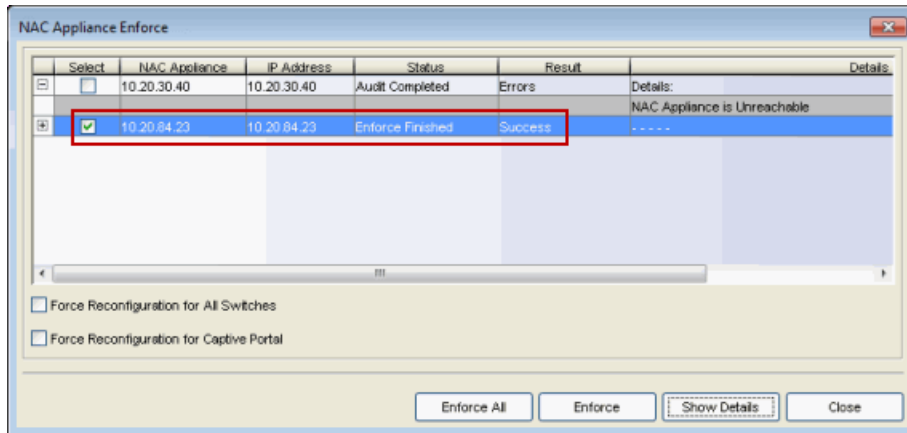 NAC Appliance Enforce
Select NAC Appliance IP Address Status Result Details
10.20.30.40 10.20.30.40 Audit Completed Errors Details:
NAC Appliance is Unreachable
10.20.84.23 10.20.84.23 Enforce Finished Success - - - - -
Force Reconfiguration for All Switches
Force Reconfiguration for Captive Portal
Enforce All Enforce Show Details Close